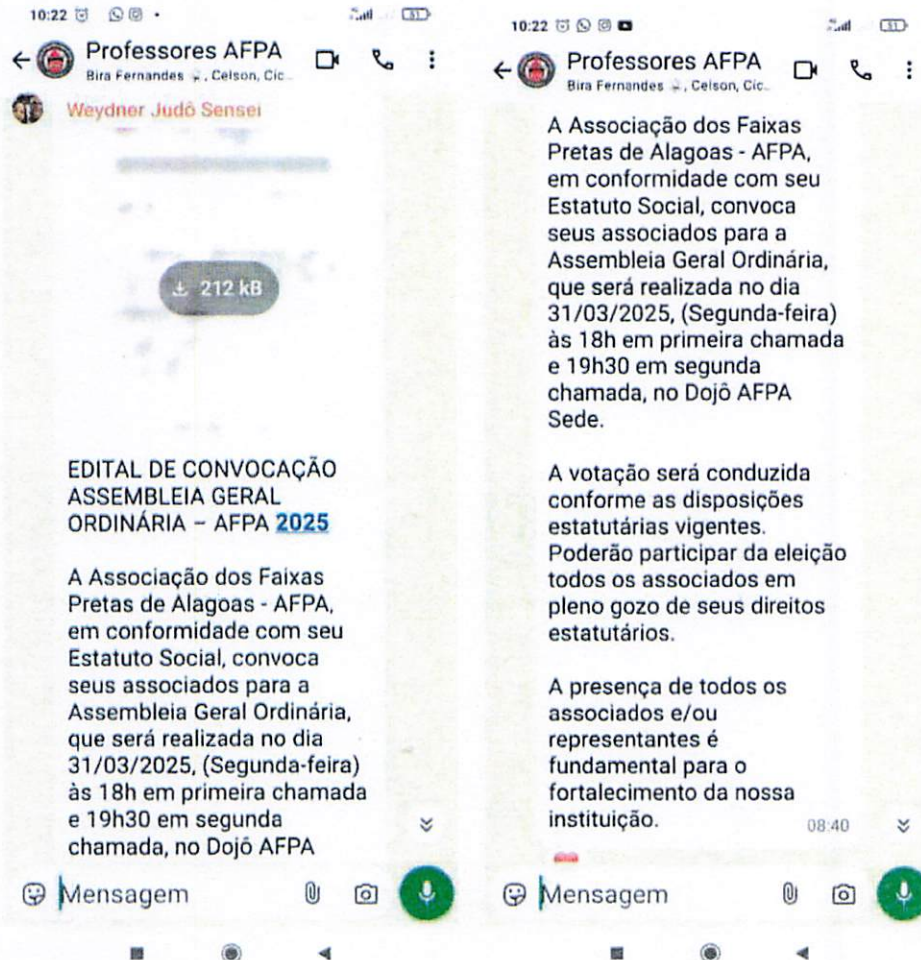 10:22
Professores AFPA
Bira Fernandes, Celson, Cíc...
Weydner Judô Sensei
212 kB
EDITAL DE CONVOCAÇÃO
ASSEMBLEIA GERAL
ORDINÁRIA – AFPA 2025
A Associação dos Faixas
Pretas de Alagoas - AFPA,
em conformidade com seu
Estatuto Social, convoca
seus associados para a
Assembleia Geral Ordinária,
que será realizada no dia
31/03/2025, (Segunda-feira)
às 18h em primeira chamada
e 19h30 em segunda
chamada, no Dojô AFPA
Mensagem
10:22
Professores AFPA
Bira Fernandes, Celson, Cíc...
A Associação dos Faixas
Pretas de Alagoas - AFPA,
em conformidade com seu
Estatuto Social, convoca
seus associados para a
Assembleia Geral Ordinária,
que será realizada no dia
31/03/2025, (Segunda-feira)
às 18h em primeira chamada
e 19h30 em segunda
chamada, no Dojô AFPA
Sede.
A votação será conduzida
conforme as disposições
estatutárias vigentes.
Poderão participar da eleição
todos os associados em
pleno gozo de seus direitos
estatutários.
A presença de todos os
associados e/ou
representantes é
fundamental para o
fortalecimento da nossa
instituição.
08:40
Mensagem